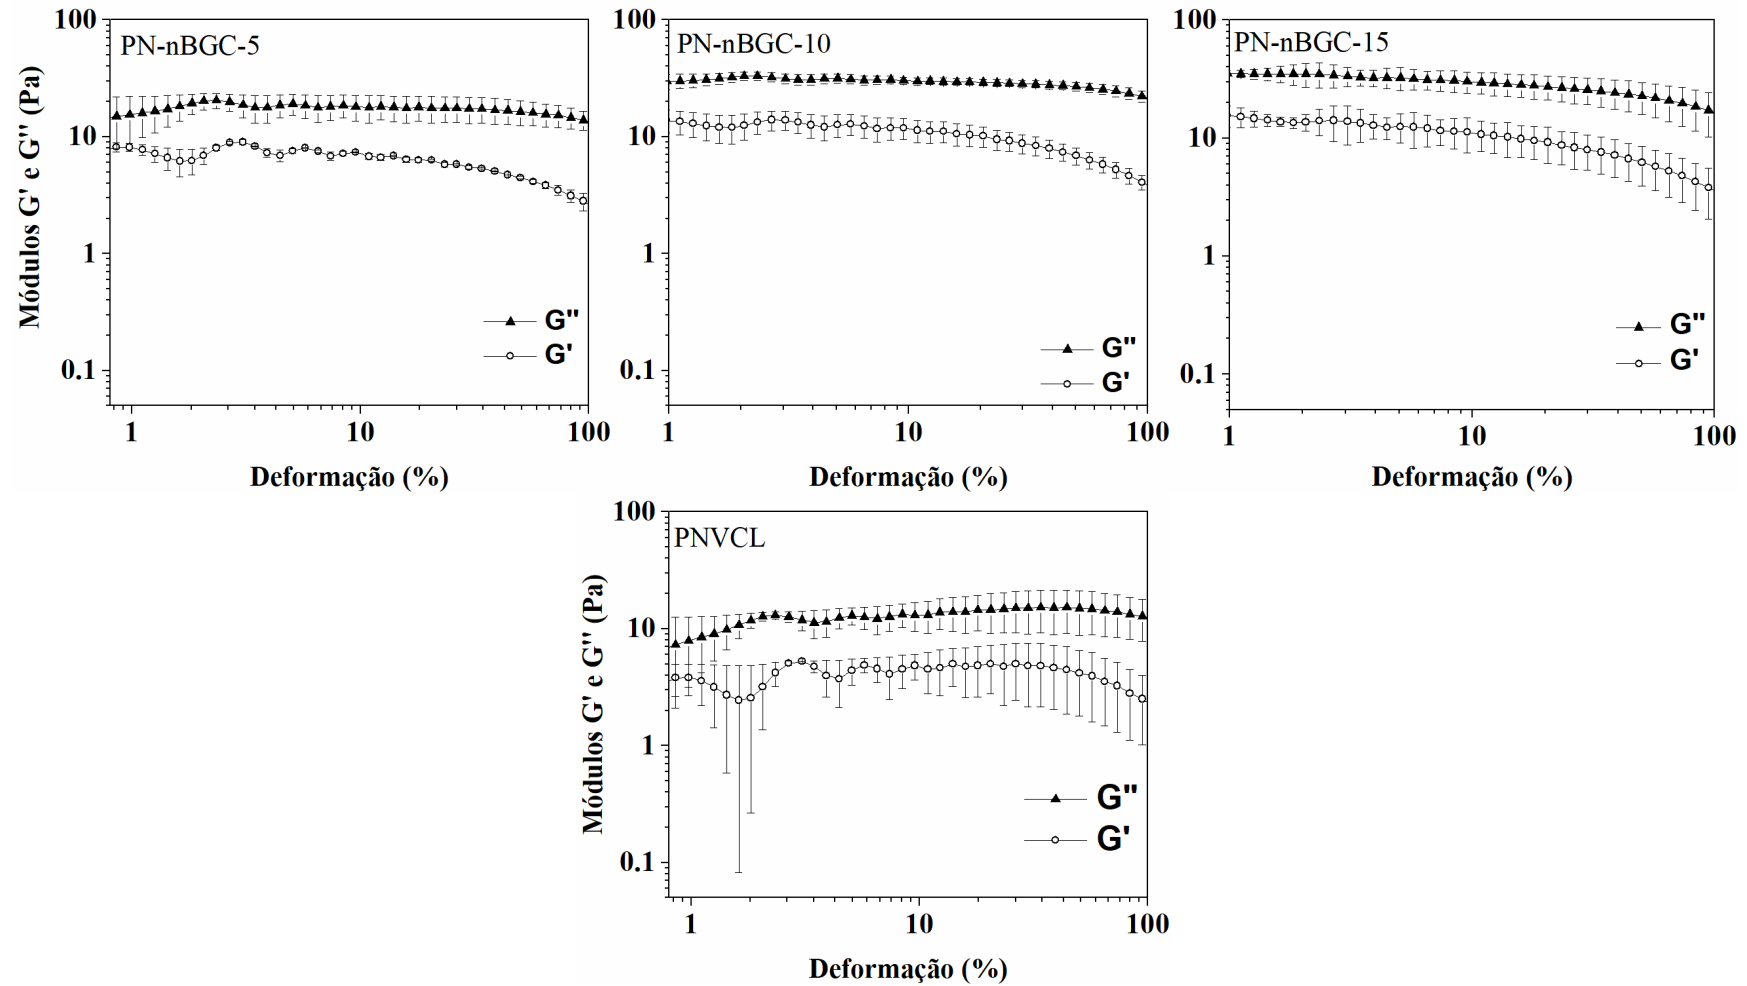 Módulos G' e G'' (Pa)
100
10
1
0.1
PN-nBGC-5
G''
G'
1
10
100
Deformação (%)
100
10
1
0.1
PN-nBGC-10
G''
G'
1
10
100
Deformação (%)
100
10
1
0.1
PN-nBGC-15
G''
G'
1
10
100
Deformação (%)
Módulos G' e G'' (Pa)
100
10
1
0.1
PNVCL
G''
G'
1
10
100
Deformação (%)